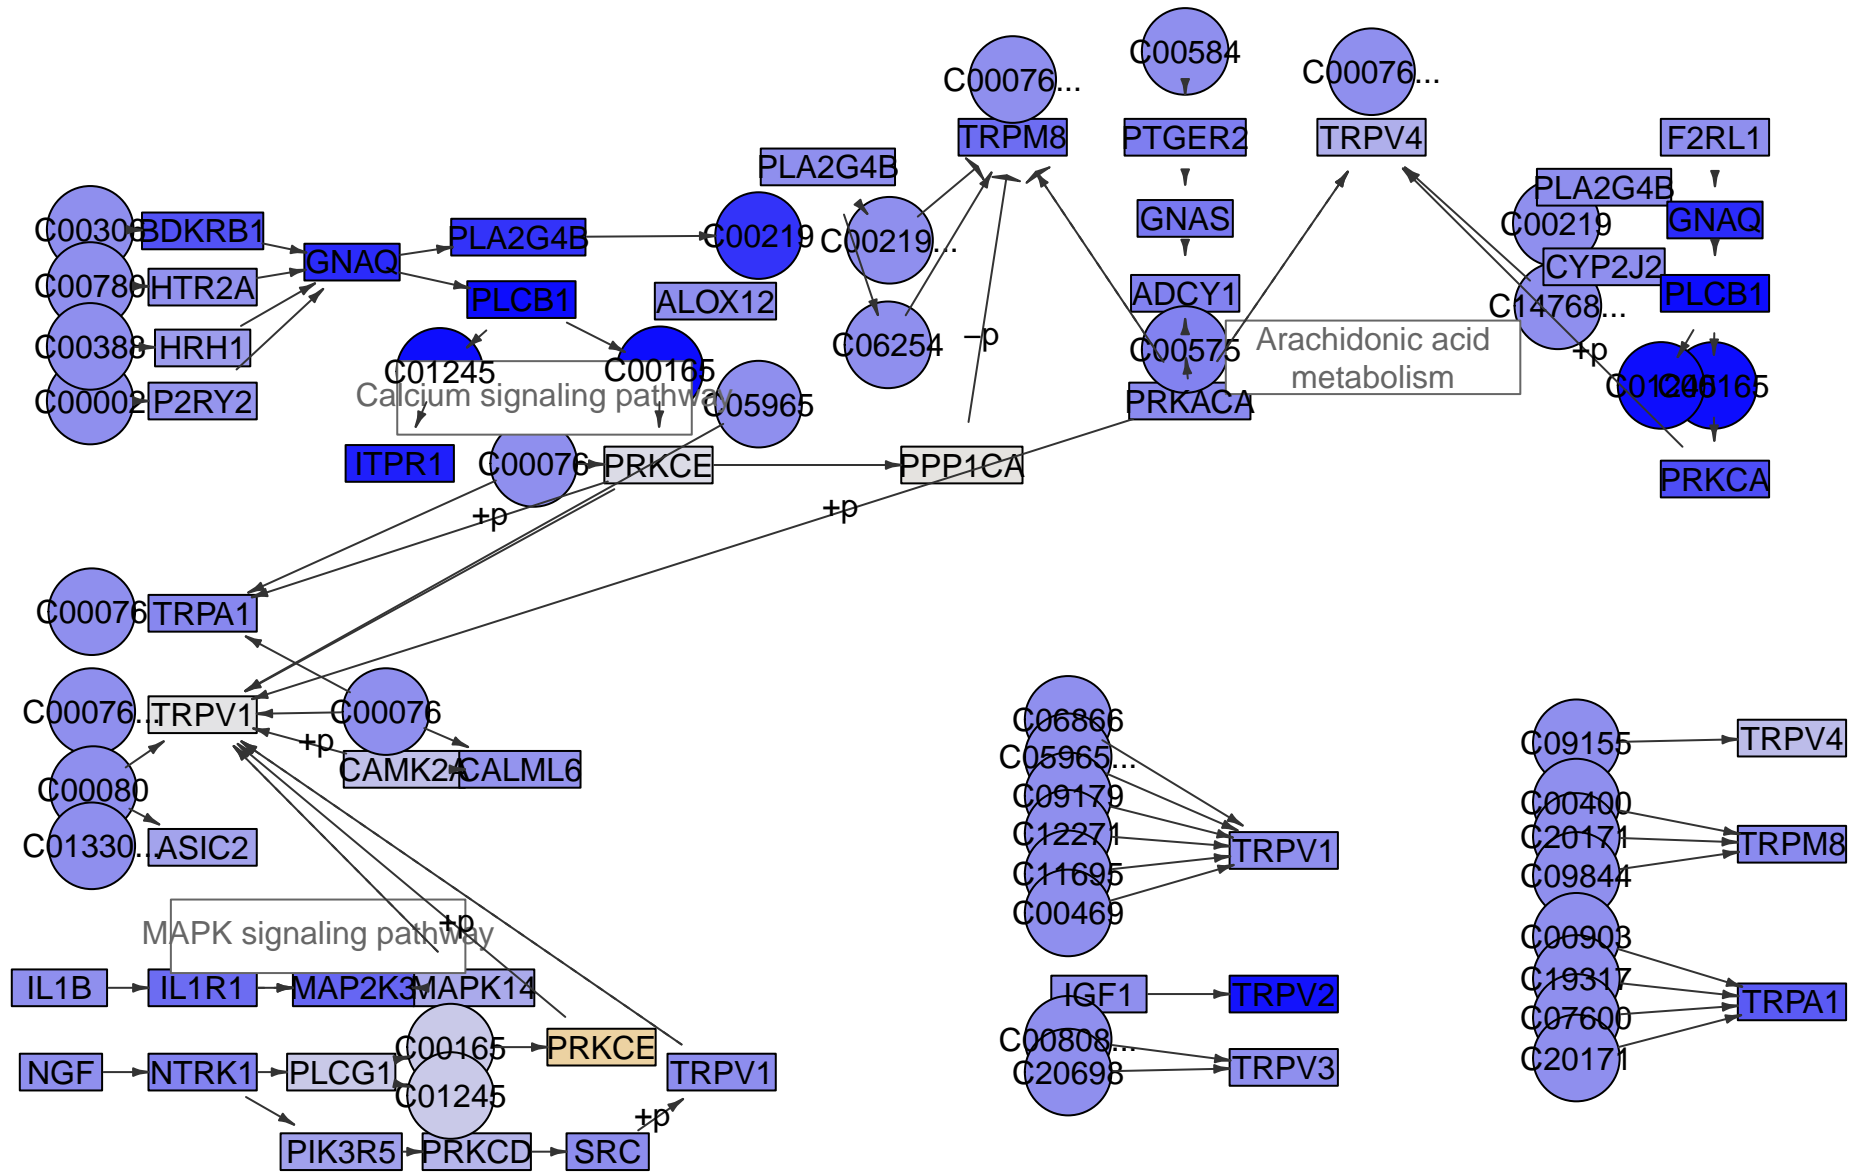 C00584
C00076...
C00076...
TRPM8
PTGER2
TRPV4
F2RL1
PLA2G4B
PLA2G4B
BDKRB1
PLA2G4B
C00219
C00219...
GNAS
C00219
GNAQ
GNAQ
C00780
HTR2A
CYP2J2
PLCB1
ALOX12
ADCY1
PLCB1
C14768...
C00388
HRH1
C06254
–p
C00575
Arachidonic acid
metabolism
+p
C01245
C00165
Calcium signaling pathway
C00002
P2RY2
C05965
PRKACA
C00165
ITPR1
C00076
PRKCE
PPP1CA
PRKCA
+p
+p
C00076
TRPA1
C00076...
TRPV1
C00076
C06866
+p
C05965...
C09155
TRPV4
C00080
CAMK2A
CALML6
C09179
C00400
C01330...
ASIC2
C12271
TRPV1
C20171
TRPM8
C11695
C09844
C00469
+p
MAPK signaling pathway
C00903
IL1B
IL1R1
MAP2K3
MAPK14
IGF1
TRPV2
C19317
TRPA1
C07600
C00165
PRKCE
C00808...
C20171
NGF
NTRK1
PLCG1
TRPV1
C20698
TRPV3
C01245
+p
PIK3R5
PRKCD
SRC